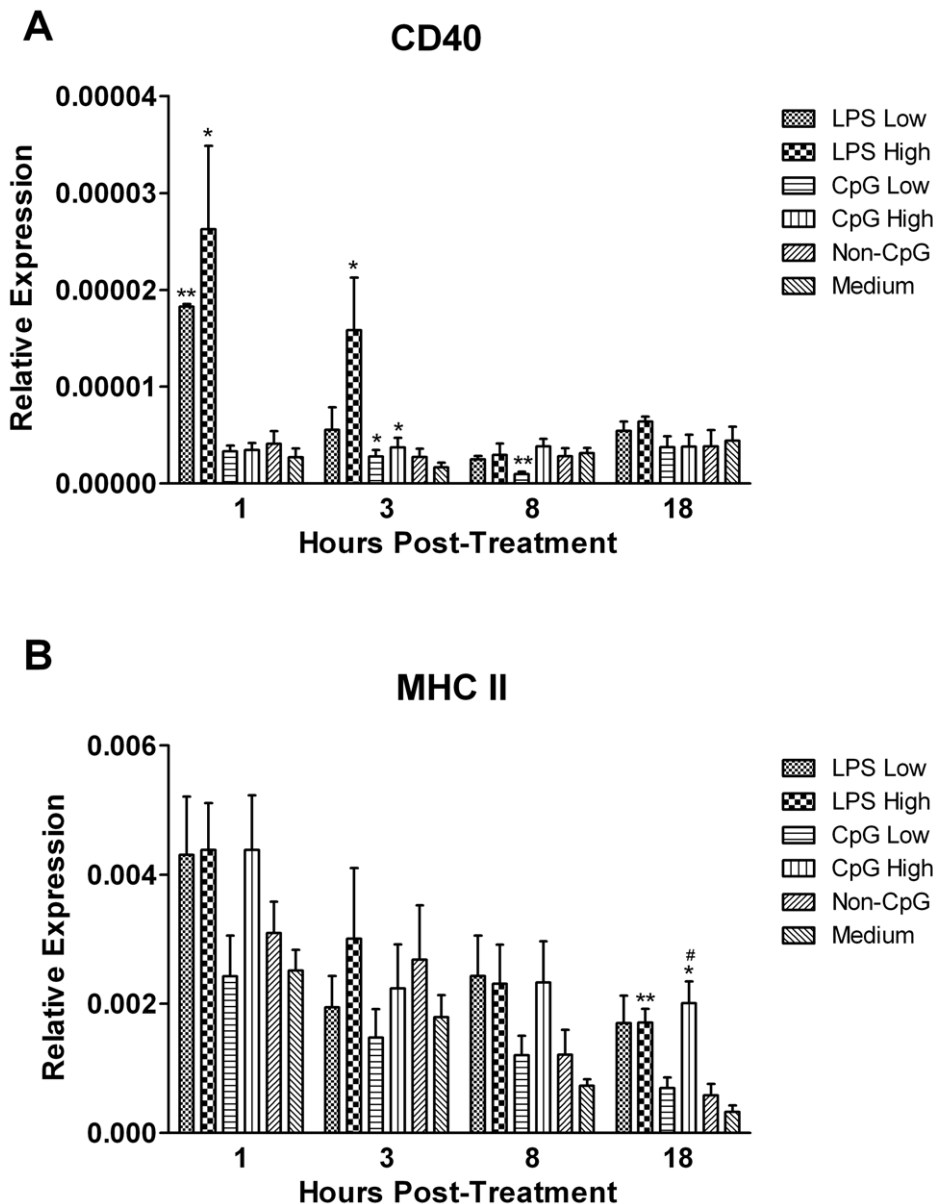 A
CD40
0.00004
0.00003
0.00002
0.00001
0.00000
Relative Expression
**
*
*
*
*
**
1
3
8
18
Hours Post-Treatment
LPS Low
LPS High
CpG Low
CpG High
Non-CpG
Medium
B
MHC II
0.006
0.004
0.002
0.000
Relative Expression
**
#
*
1
3
8
18
Hours Post-Treatment
LPS Low
LPS High
CpG Low
CpG High
Non-CpG
Medium